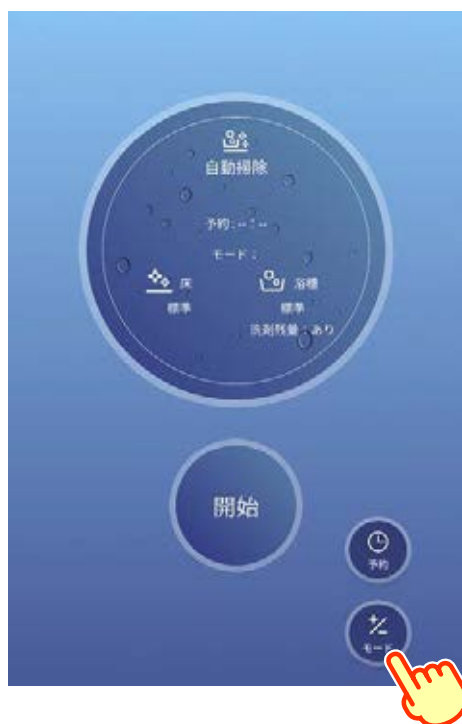 自動掃除
予約:--:--
モード:
床 浴槽
標準 標準
洗剤残量:あり
開始
予約
モード